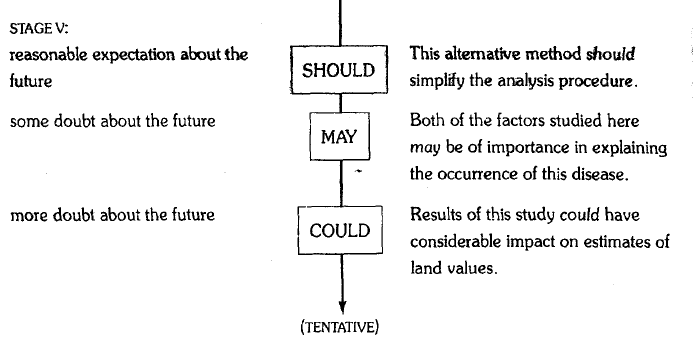 STAGE V:
reasonable expectation about the
future
SHOULD
This alternative method should
simplify the analysis procedure.
some doubt about the future
MAY
Both of the factors studied here
may be of importance in explaining
the occurrence of this disease.
more doubt about the future
COULD
Results of this study could have
considerable impact on estimates of
land values.
(TENTATIVE)